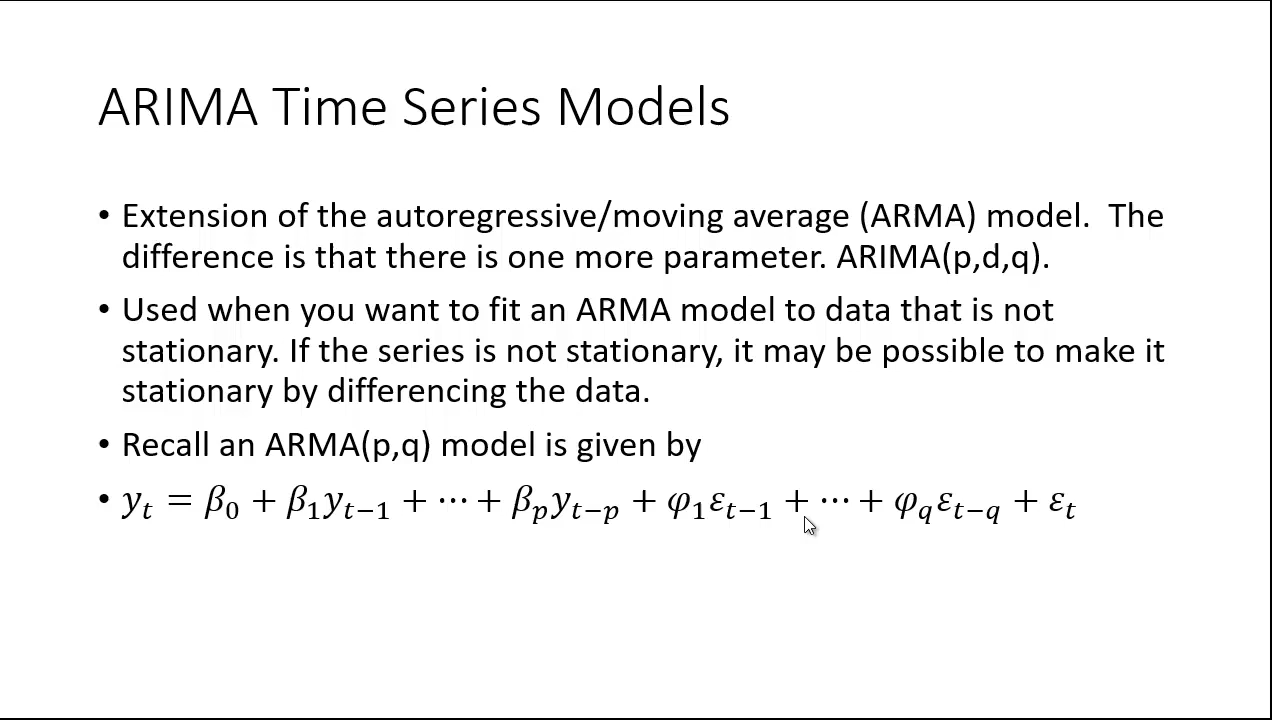 ARIMA Time Series Models
• Extension of the autoregressive/moving average (ARMA) model.  The
difference is that there is one more parameter. ARIMA(p,d,q).
• Used when you want to fit an ARMA model to data that is not
stationary. If the series is not stationary, it may be possible to make it
stationary by differencing the data.
• Recall an ARMA(p,q) model is given by
• 𝑦ₜ = 𝛽₀ + 𝛽₁𝑦ₜ₋₁ + ⋯ + 𝛽ₚ𝑦ₜ₋ₚ + 𝜑₁𝜀ₜ₋₁ + ⋯ + 𝜑_q𝜀_{t−q} + 𝜀ₜ